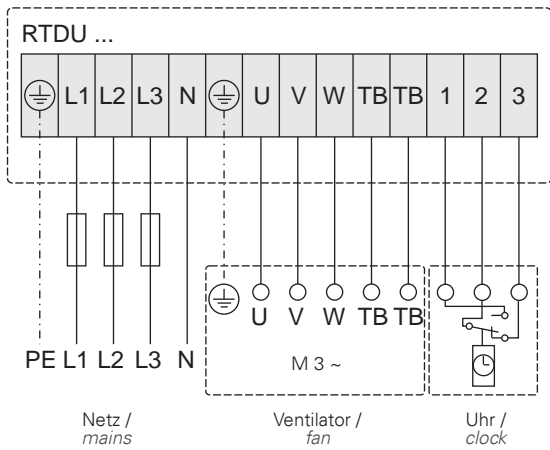 RTDU ...
L1 L2 L3 N U V W TB TB 1 2 3
U V W TB TB
PE L1 L2 L3 N
M 3 ~
Netz / Ventilator / Uhr /
mains fan clock